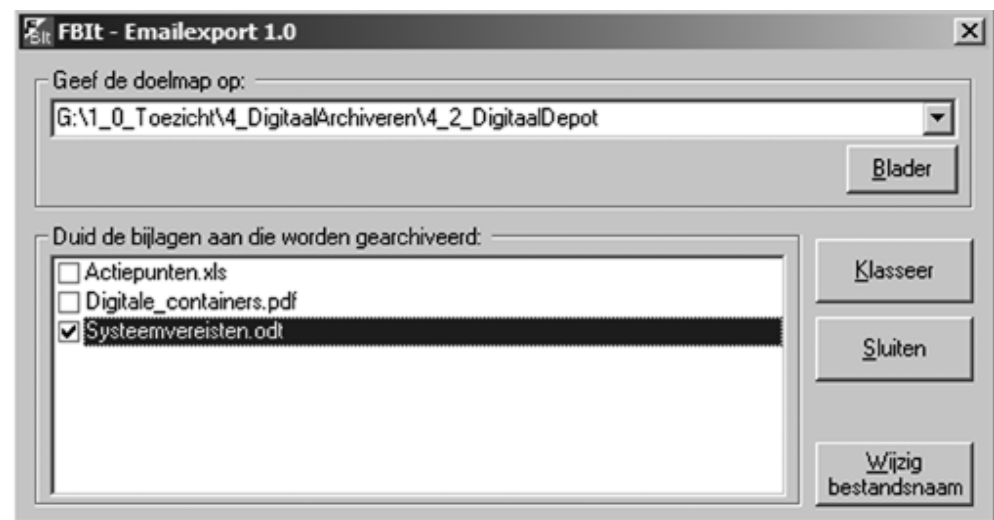 FBIt - Emailexport 1.0
Geef de doelmap op:
G:\1_0_Toezicht\4_DigitaalArchiveren\4_2_DigitaalDepot
Blader
Duid de bijlagen aan die worden gearchiveerd:
Actiepunten.xls
Digitale_containers.pdf
Systeemvereisten.odt
Klasseer
Sluiten
Wijzig
bestandsnaam